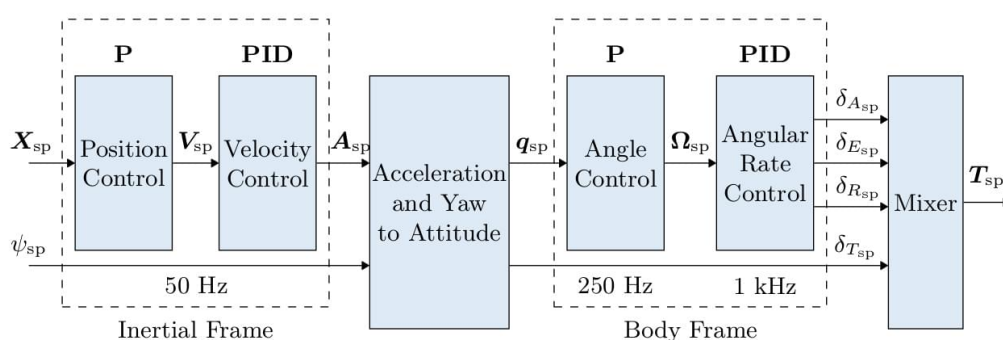 P
PID
P
PID
X_sp
Position
Control
V_sp
Velocity
Control
A_sp
Acceleration
and Yaw
to Attitude
q_sp
Angle
Control
Ω_sp
Angular
Rate
Control
δ_A_sp
δ_E_sp
δ_R_sp
δ_T_sp
Mixer
T_sp
ψ_sp
50 Hz
250 Hz
1 kHz
Inertial Frame
Body Frame